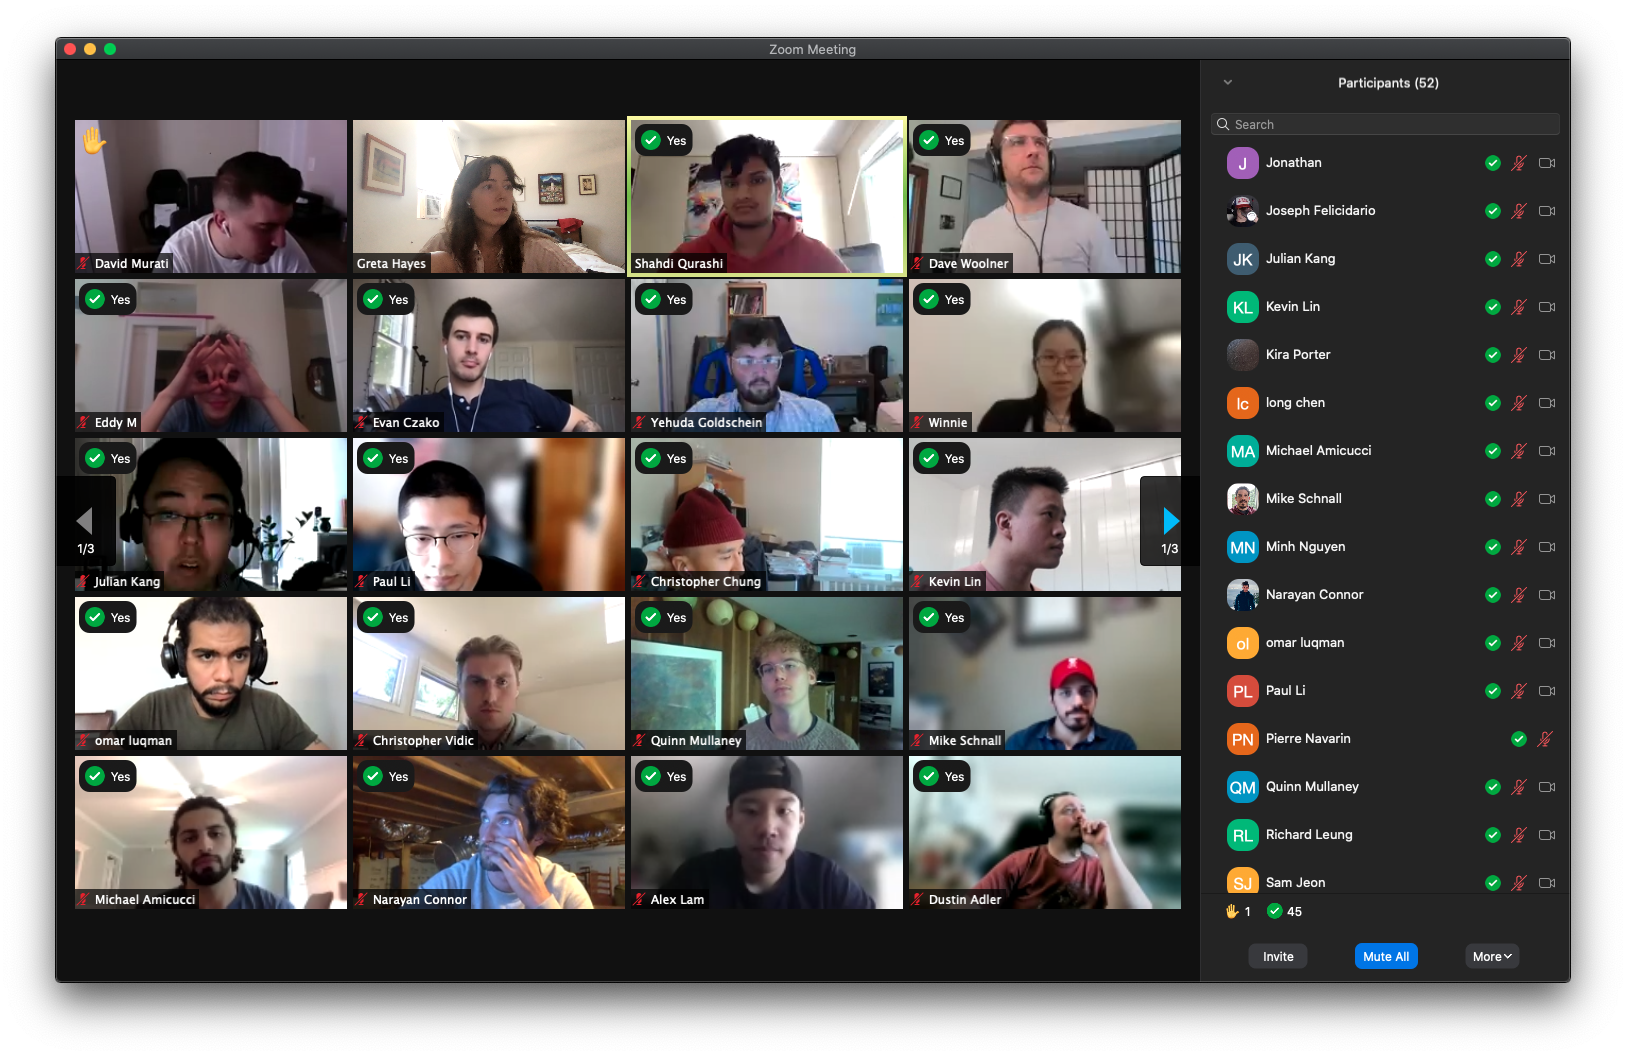 Zoom Meeting
David Murati
Greta Hayes
Yes
Shahdi Qurashi
Yes
Dave Woolner
Yes
Eddy M
Yes
Evan Czako
Yes
Yehuda Goldschein
Yes
Winnie
Yes
1/3
Julian Kang
Yes
Paul Li
Yes
Christopher Chung
Yes
1/3
Kevin Lin
Yes
omar luqman
Yes
Christopher Vidic
Yes
Quinn Mullaney
Yes
Mike Schnall
Yes
Michael Amicucci
Yes
Narayan Connor
Yes
Alex Lam
Yes
Dustin Adler
Participants (52)
Search
J Jonathan
Joseph Felicidario
JK Julian Kang
KL Kevin Lin
Kira Porter
lc long chen
MA Michael Amicucci
Mike Schnall
MN Minh Nguyen
Narayan Connor
ol omar luqman
PL Paul Li
PN Pierre Navarin
QM Quinn Mullaney
RL Richard Leung
SJ Sam Jeon
1 45
Invite Mute All More